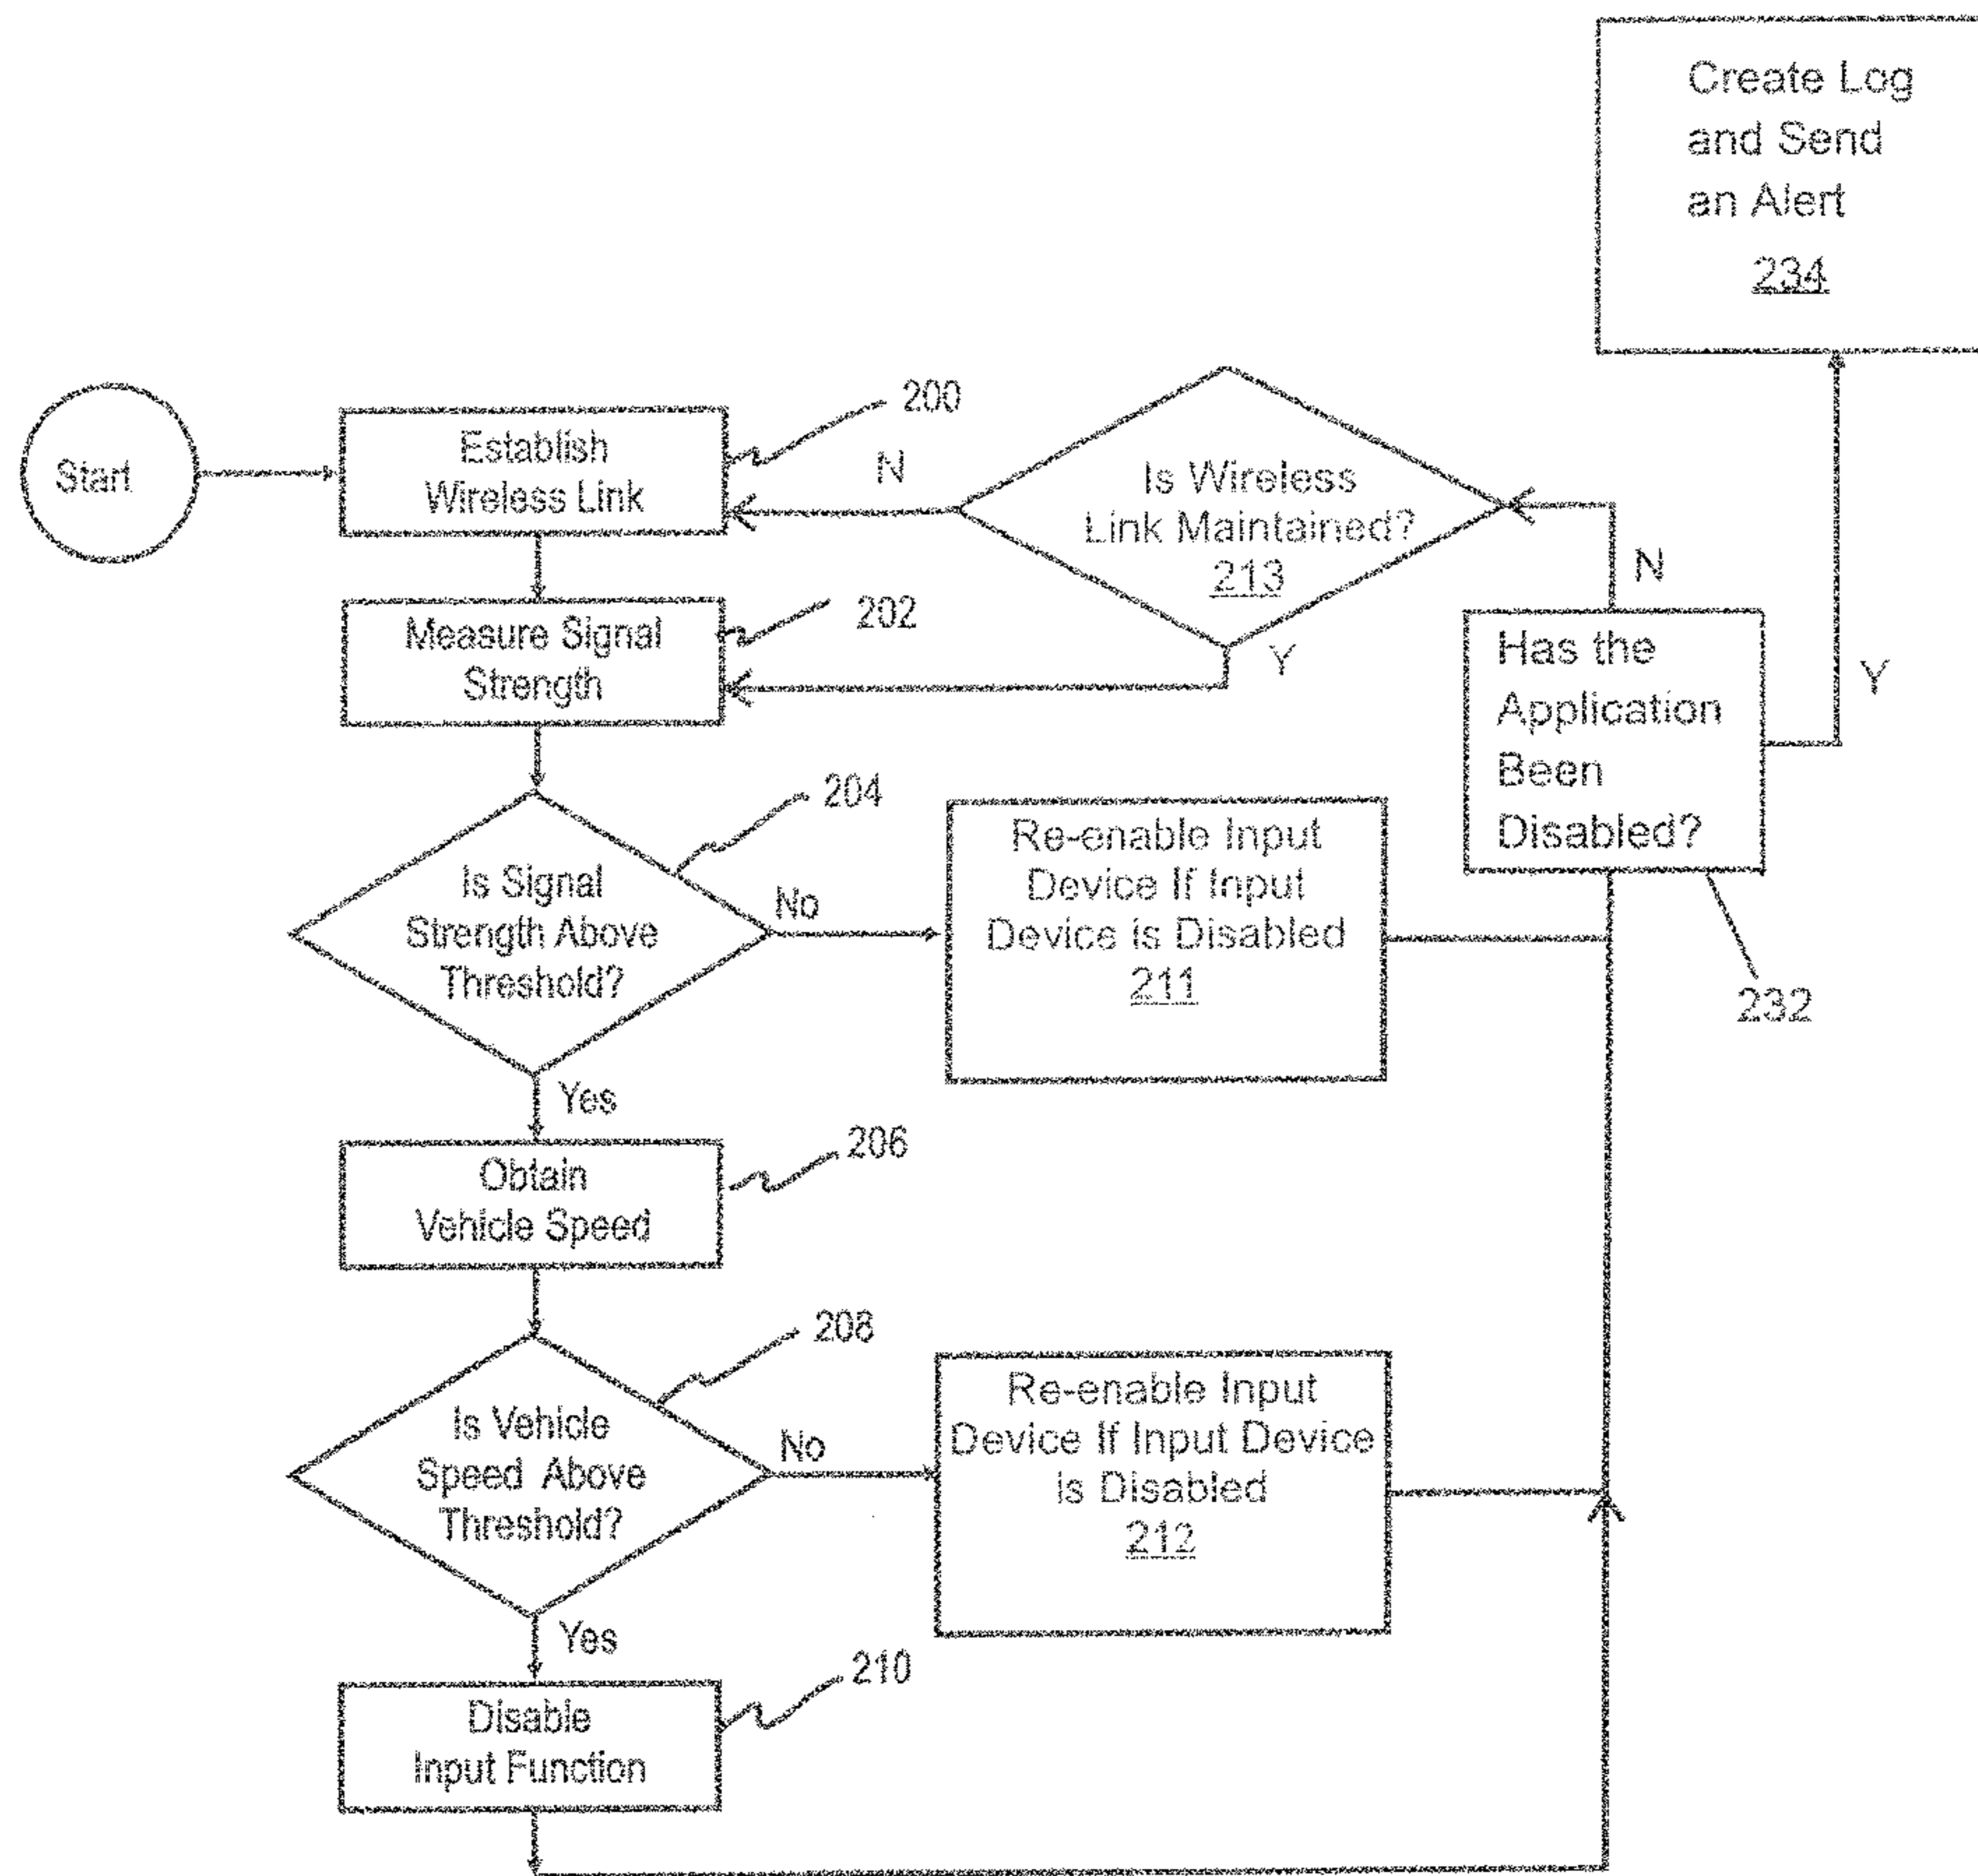 Create Log
and Send
an Alert
234
Start
Establish
Wireless Link
200
N
Is Wireless
Link Maintained?
213
N
Measure Signal
Strength
202
Y
Has the
Application
Been
Disabled?
Y
232
Is Signal
Strength Above
Threshold?
204
No
Re-enable Input
Device If Input
Device is Disabled
211
Yes
Obtain
Vehicle Speed
206
Is Vehicle
Speed Above
Threshold?
208
No
Re-enable Input
Device If Input Device
is Disabled
212
Yes
Disable
Input Function
210